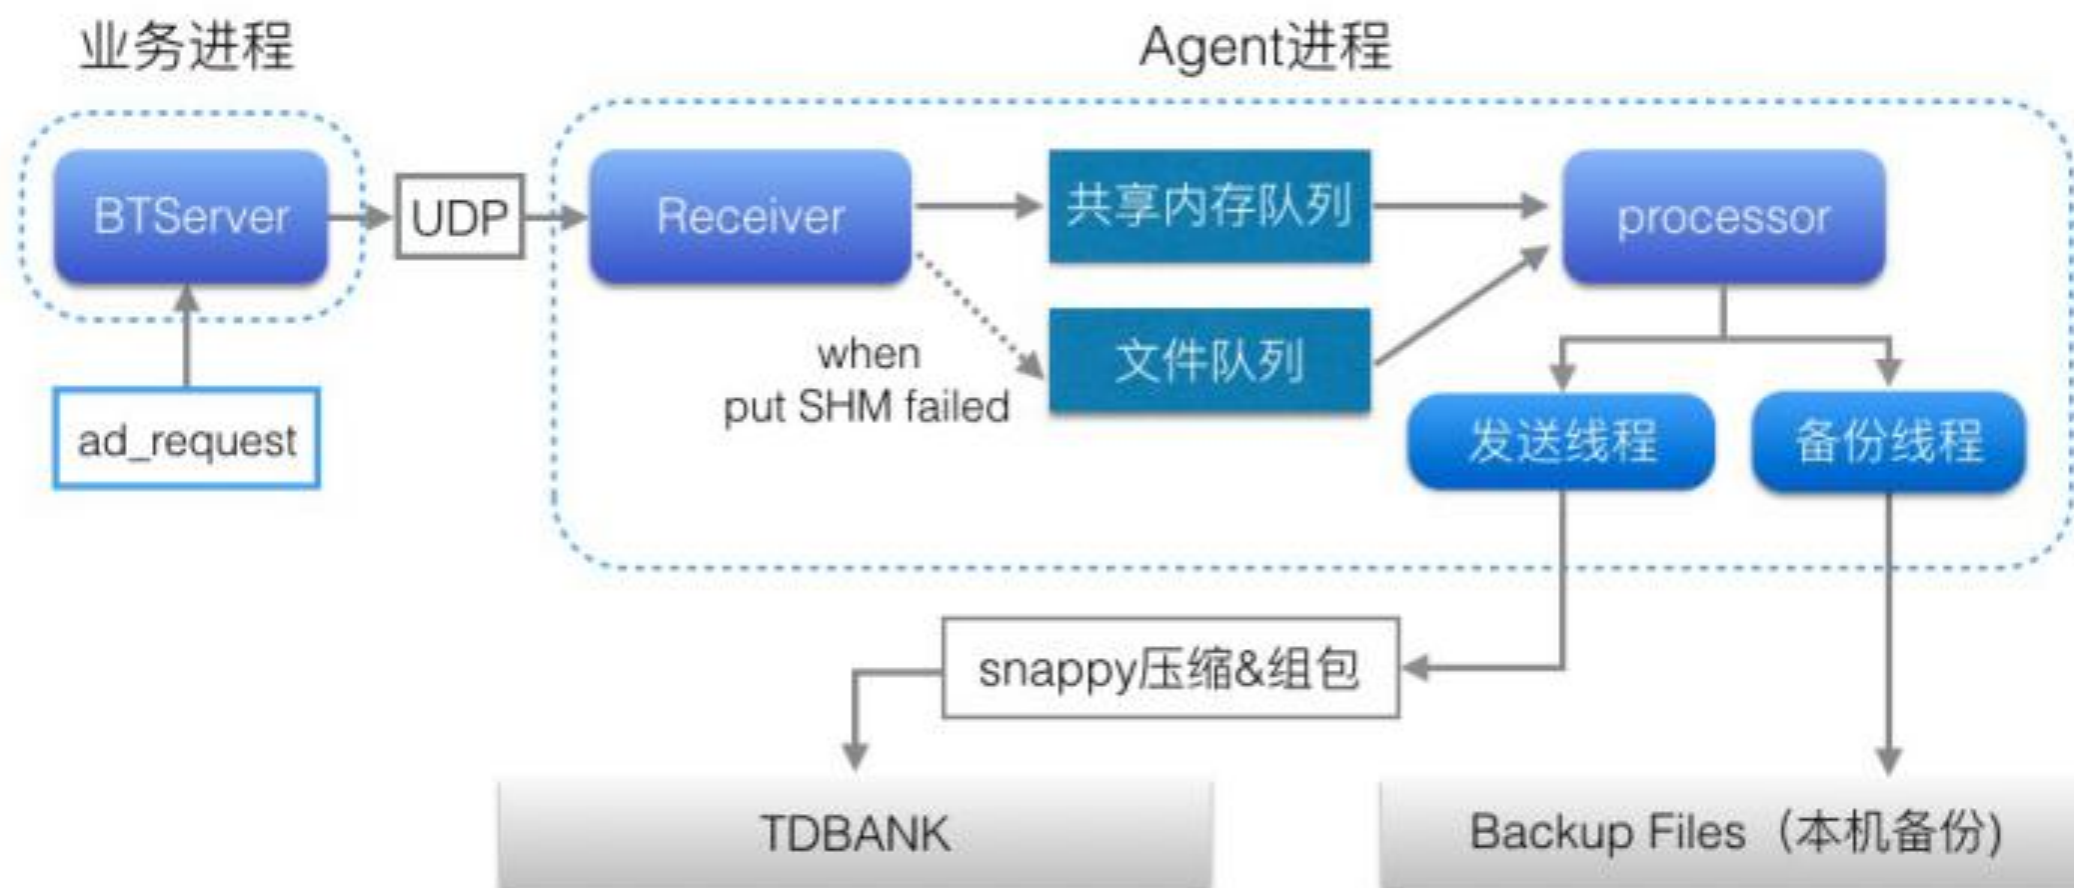 业务进程
Agent进程
BTServer
UDP
Receiver
共享内存队列
processor
when
put SHM failed
文件队列
ad_request
发送线程
备份线程
snappy压缩&组包
TDBANK
Backup Files（本机备份)